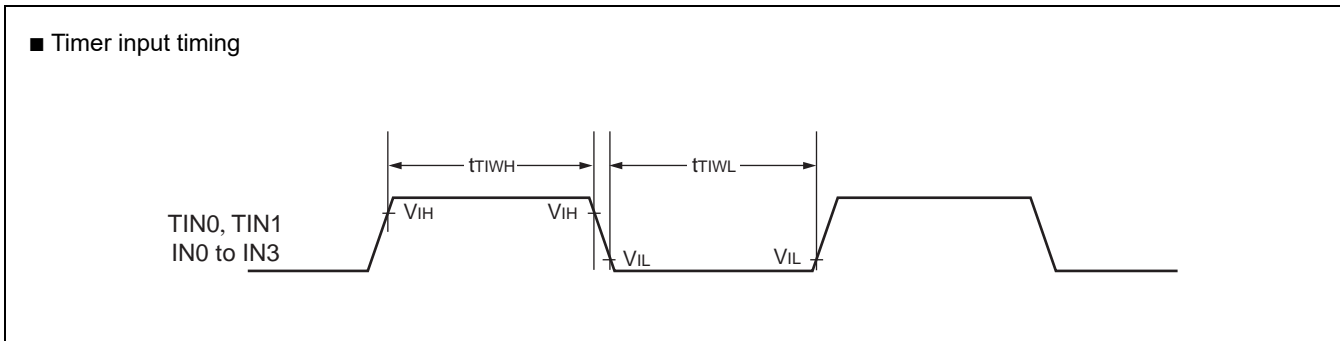 ■ Timer input timing
tTIWH
tTIWL
TIN0, TIN1
IN0 to IN3
VIH
VIH
VIL
VIL